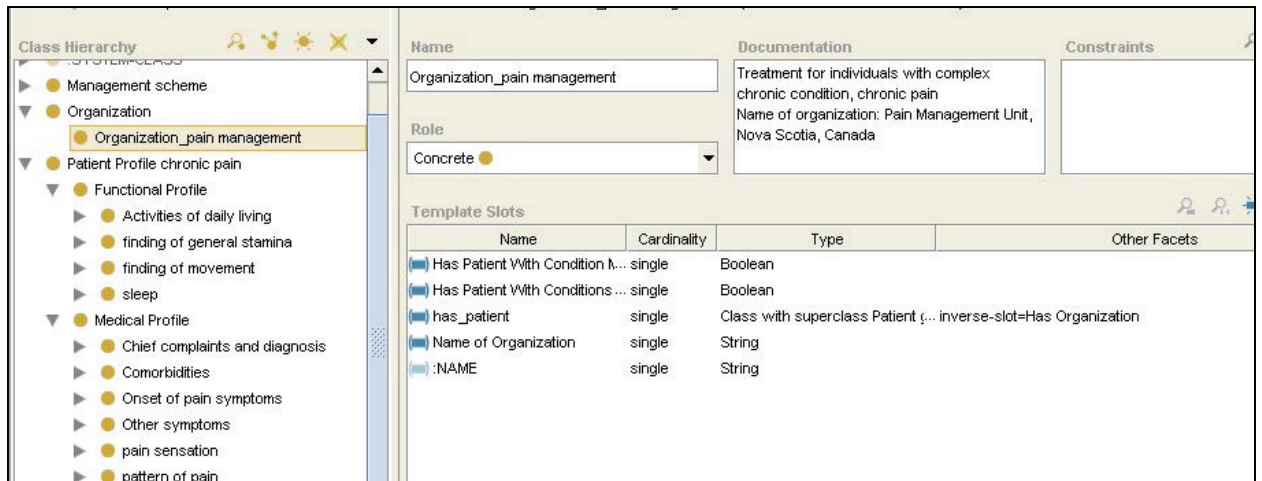 Class Hierarchy
:SYSTEM-CLASS
Management scheme
Organization
Organization_pain management
Patient Profile chronic pain
Functional Profile
Activities of daily living
finding of general stamina
finding of movement
sleep
Medical Profile
Chief complaints and diagnosis
Comorbidities
Onset of pain symptoms
Other symptoms
pain sensation
pattern of pain
Name
Organization_pain management
Role
Concrete
Documentation
Treatment for individuals with complex
chronic condition, chronic pain
Name of organization: Pain Management Unit,
Nova Scotia, Canada
Constraints
Template Slots
Name Cardinality Type Other Facets
Has Patient With Condition M... single Boolean
Has Patient With Conditions ... single Boolean
has_patient single Class with superclass Patient ... inverse-slot=Has Organization
Name of Organization single String
:NAME single String